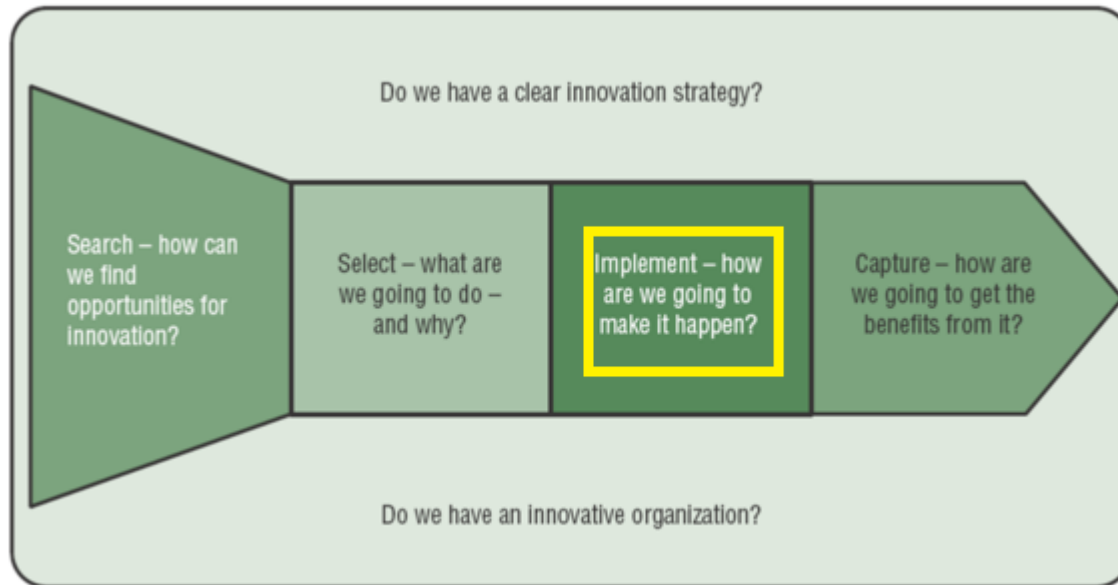 Do we have a clear innovation strategy?
Search – how can
we find
opportunities for
innovation?
Select – what are
we going to do –
and why?
Implement – how
are we going to
make it happen?
Capture – how are
we going to get the
benefits from it?
Do we have an innovative organization?